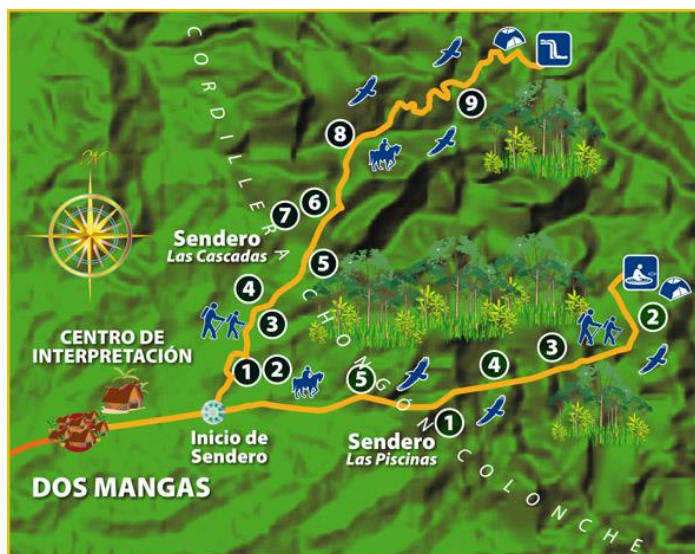 CORDILLERA CHONGÓN COLONCHE
N
9
8
7
6
Sendero
Las Cascadas
5
4
3
1
2
2
3
4
5
1
Sendero
Las Piscinas
CENTRO DE
INTERPRETACIÓN
Inicio de
Sendero
DOS MANGAS